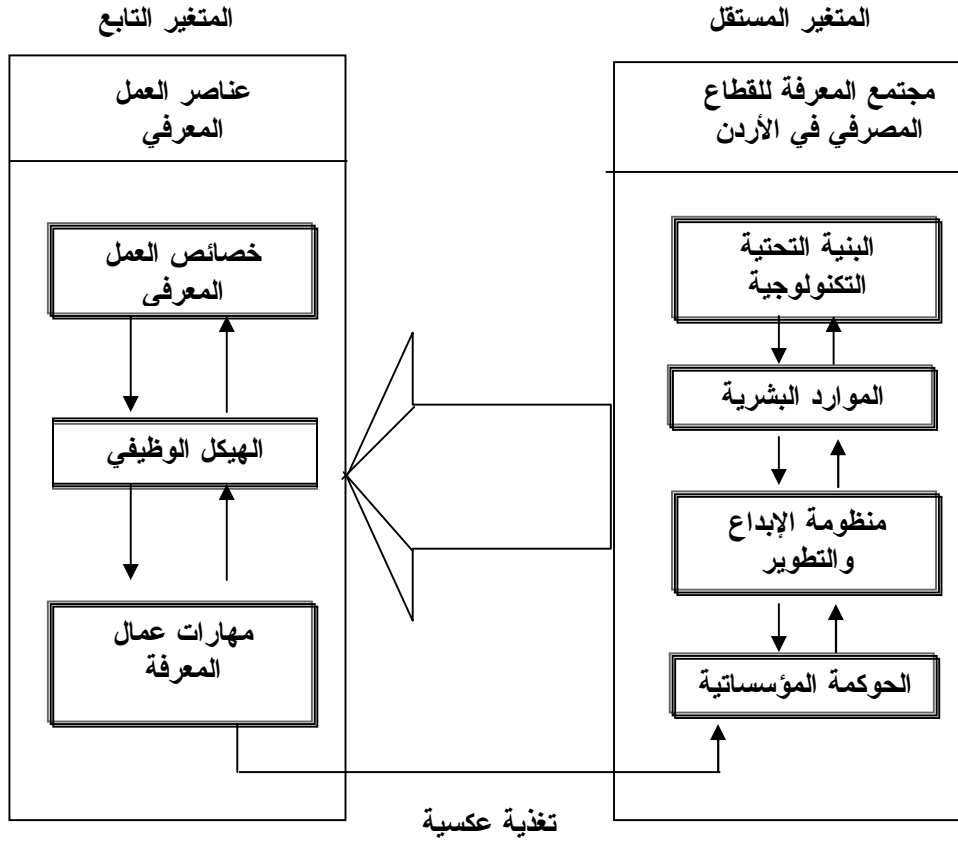 المتغير المستقل
مجتمع المعرفة للقطاع
المصرفي في الأردن
البنية التحتية
التكنولوجية
الموارد البشرية
منظومة الإبداع
والتطوير
الحوكمة المؤسساتية
المتغير التابع
عناصر العمل
المعرفي
خصائص العمل
المعرفي
الهيكل الوظيفي
مهارات عمال
المعرفة
تغذية عكسية